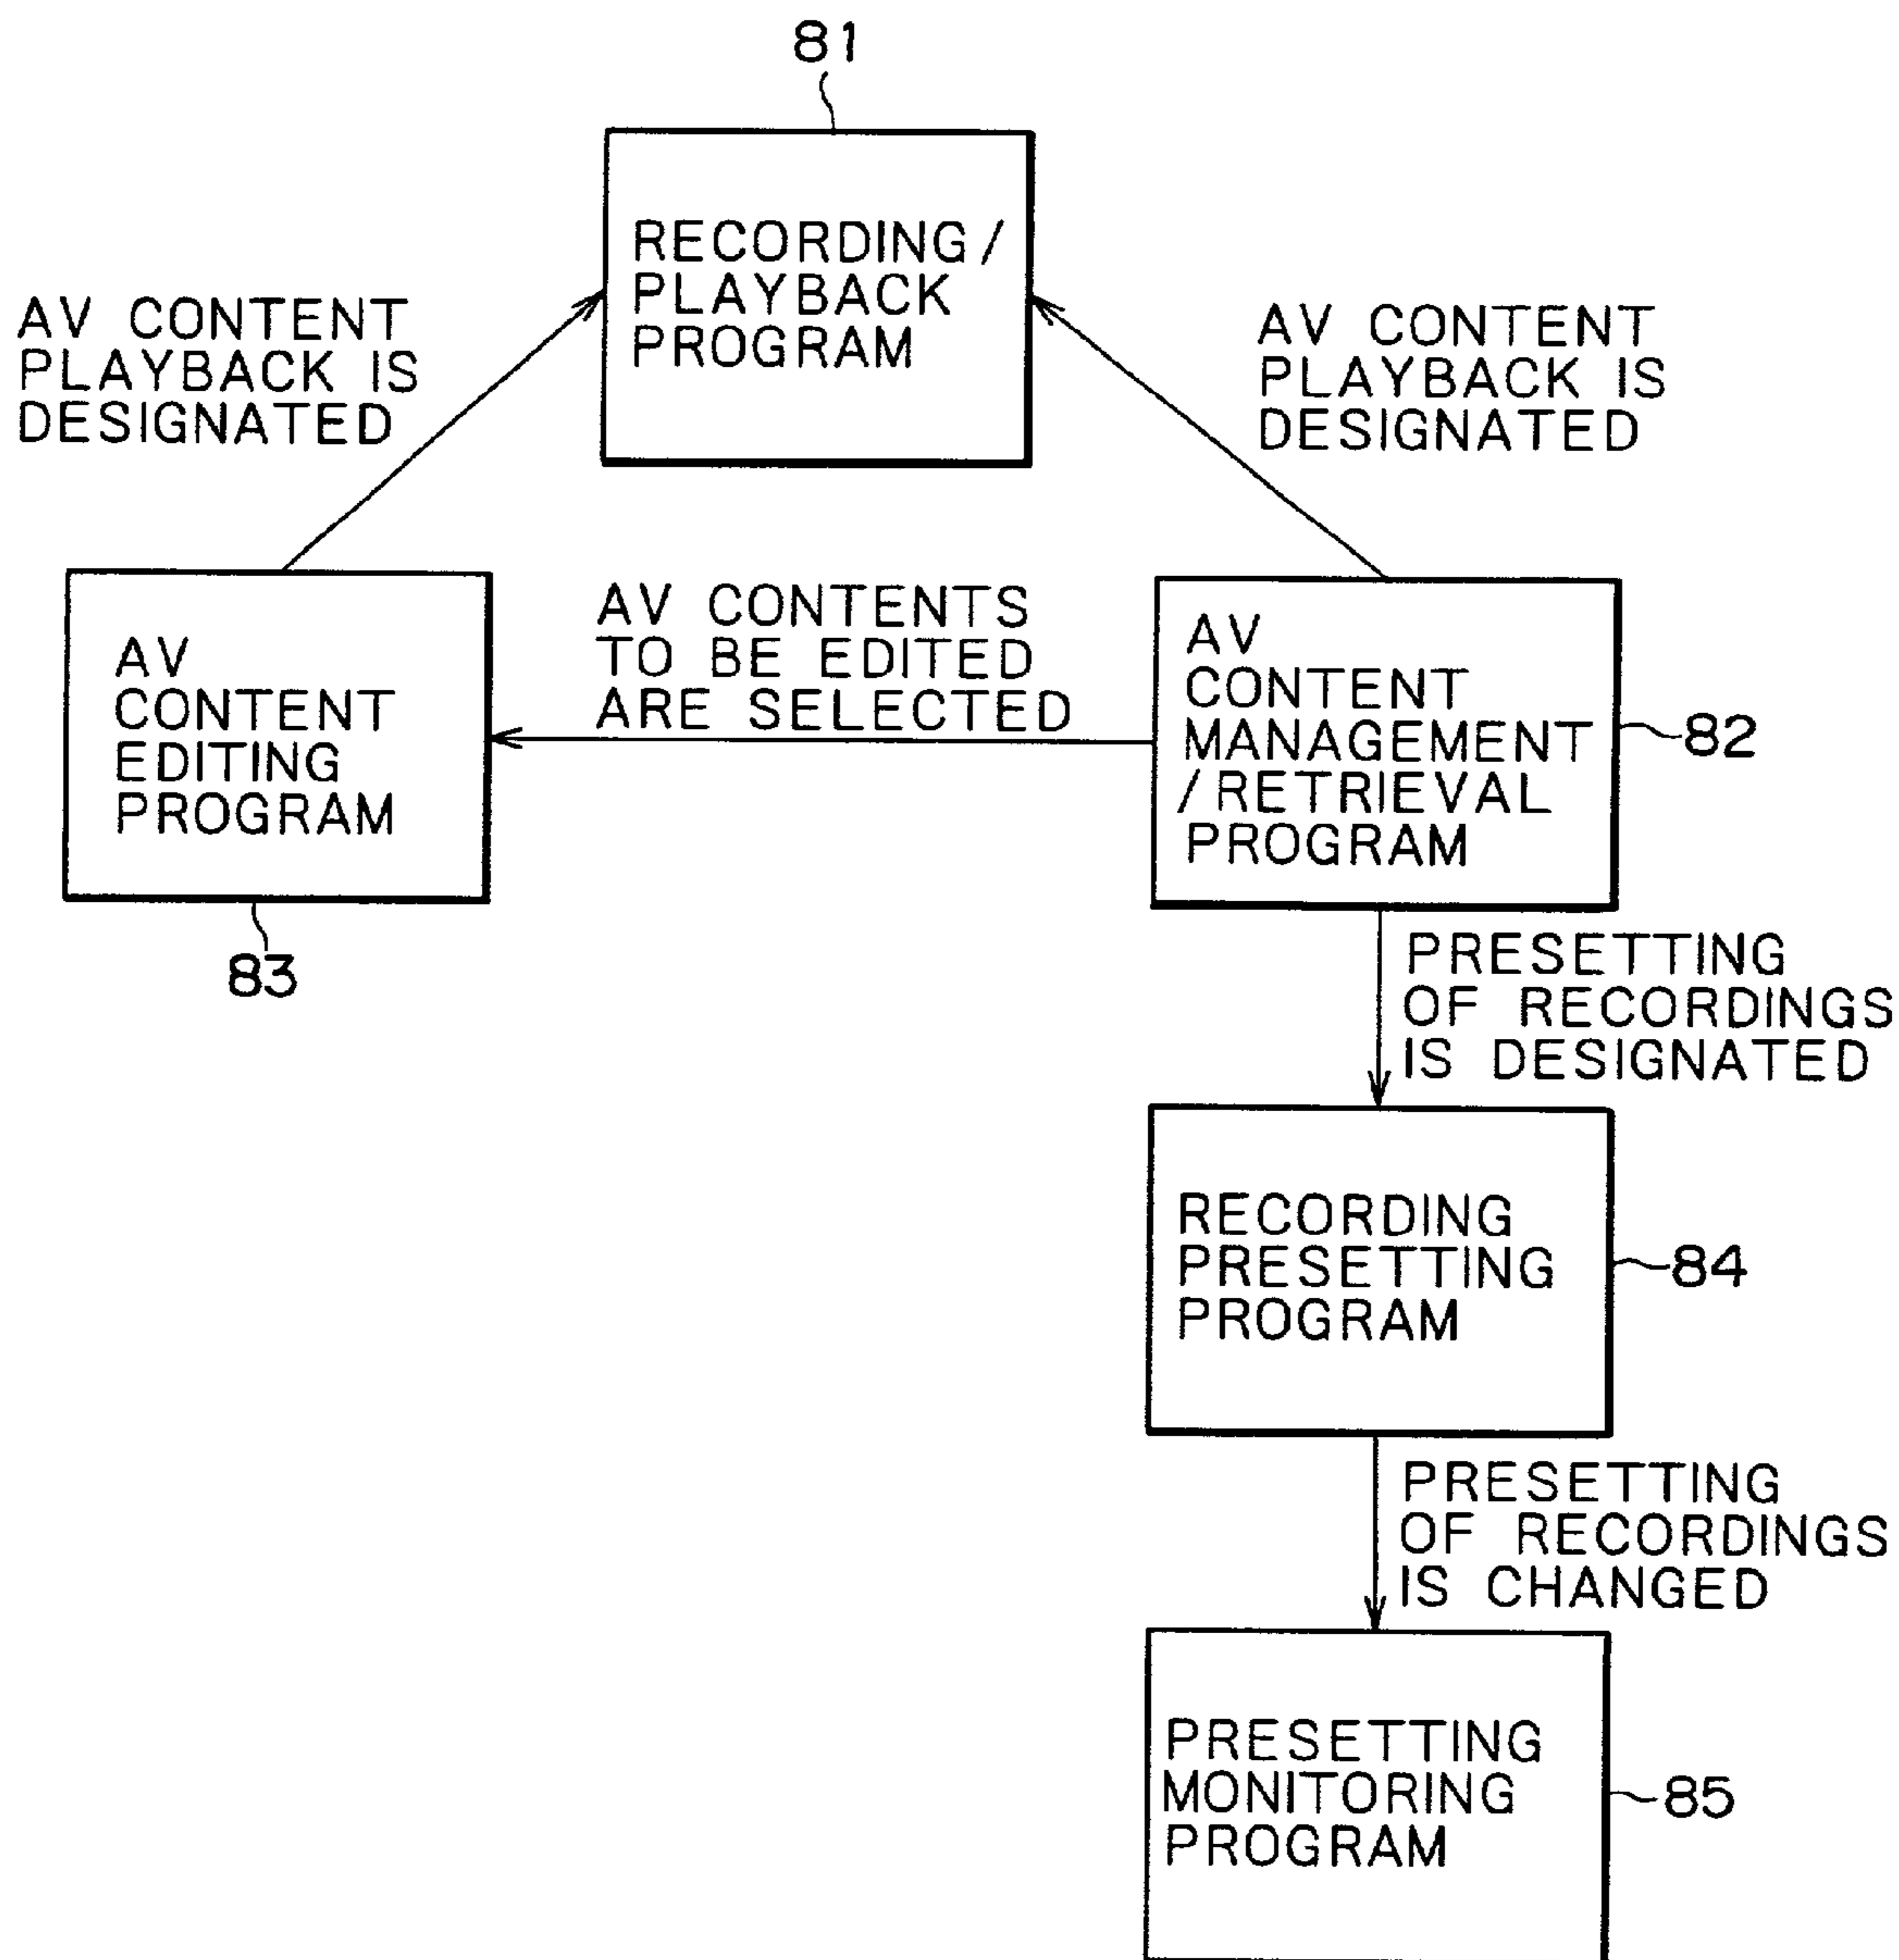 81
RECORDING/
PLAYBACK
PROGRAM
AV CONTENT
PLAYBACK IS
DESIGNATED
AV CONTENT
PLAYBACK IS
DESIGNATED
AV
CONTENT
EDITING
PROGRAM
83
AV CONTENTS
TO BE EDITED
ARE SELECTED
AV
CONTENT
MANAGEMENT
/RETRIEVAL
PROGRAM
82
PRESETTING
OF RECORDINGS
IS DESIGNATED
RECORDING
PRESETTING
PROGRAM
84
PRESETTING
OF RECORDINGS
IS CHANGED
PRESETTING
MONITORING
PROGRAM
85